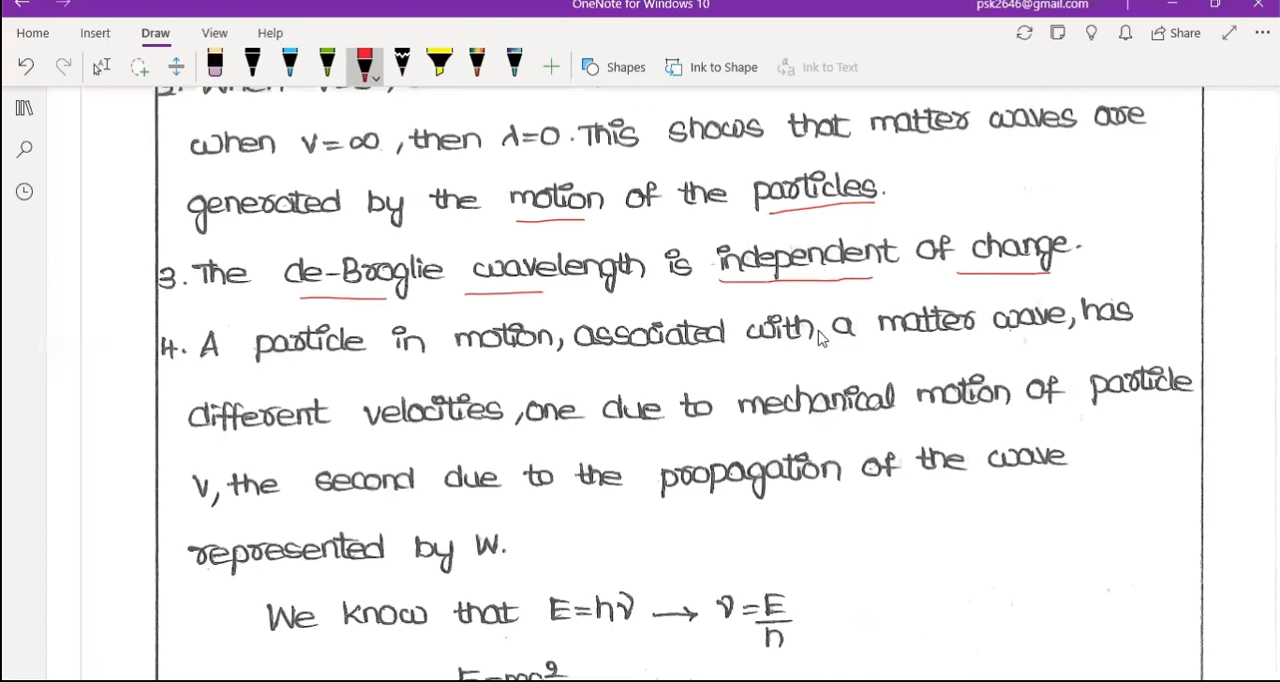 OneNote for Windows 10
psk2646@gmail.com
Home Insert Draw View Help
Share
Shapes Ink to Shape Ink to Text
when v=∞, then λ=0. This shows that matter waves are
generated by the motion of the particles.
3. The de-Broglie wavelength is independent of change.
4. A particle in motion, associated with a matter wave, has
different velocities, one due to mechanical motion of particle
v, the second due to the propagation of the wave
represented by W.
We know that E=hν → ν=E/h
E=mc²